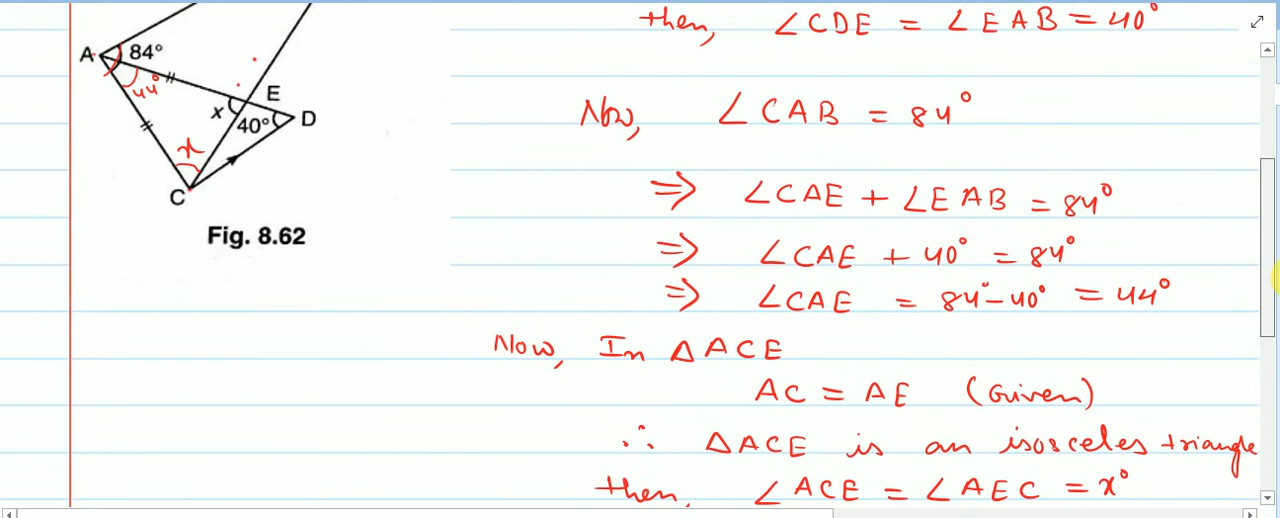 then, ∠CDE = ∠EAB = 40°
A 84°
44°
E
x 40° D
x
C
Fig. 8.62
Now, ∠CAB = 84°
⇒ ∠CAE + ∠EAB = 84°
⇒ ∠CAE + 40° = 84°
⇒ ∠CAE = 84°-40° = 44°
Now, In △ACE
AC = AE (Given)
∴ △ACE is an isosceles triangle
then, ∠ACE = ∠AEC = x°